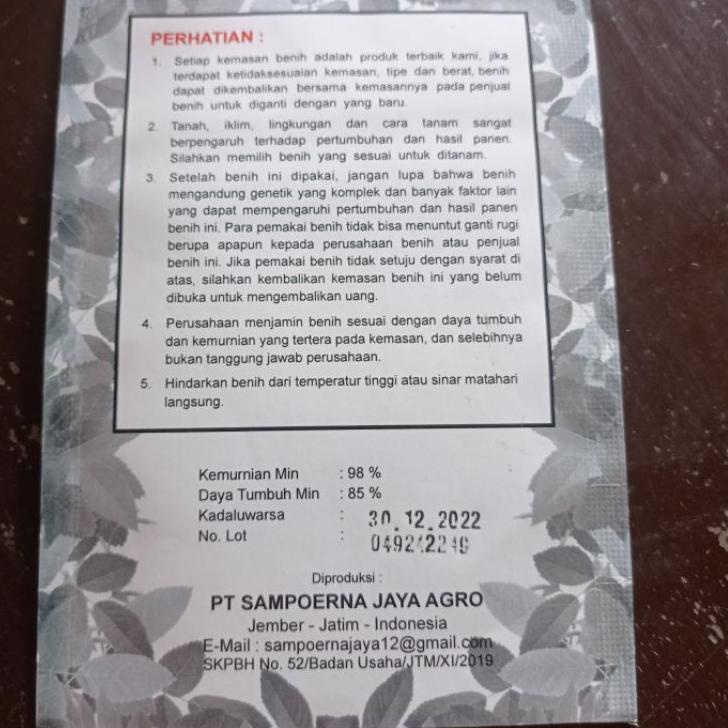 PERHATIAN :
1. Setiap kemasan benih adalah produk terbaik kami, jika
terdapat ketidaksesuaian kemasan, tipe dan berat, benih
dapat dikembalikan bersama kemasannya pada penjual
benih untuk diganti dengan yang baru.
2. Tanah, iklim, lingkungan dan cara tanam sangat
berpengaruh terhadap pertumbuhan dan hasil panen.
Silahkan memilih benih yang sesuai untuk ditanam.
3. Setelah benih ini dipakai, jangan lupa bahwa benih
mengandung genetik yang komplek dan banyak faktor lain
yang dapat mempengaruhi pertumbuhan dan hasil panen
benih ini. Para pemakai benih tidak bisa menuntut ganti rugi
berupa apapun kepada perusahaan benih atau penjual
benih ini. Jika pemakai benih tidak setuju dengan syarat di
atas, silahkan kembalikan kemasan benih ini yang belum
dibuka untuk mengembalikan uang.
4. Perusahaan menjamin benih sesuai dengan daya tumbuh
dan kemurnian yang tertera pada kemasan, dan selebihnya
bukan tanggung jawab perusahaan.
5. Hindarkan benih dari temperatur tinggi atau sinar matahari
langsung.
Kemurnian Min : 98 %
Daya Tumbuh Min : 85 %
Kadaluwarsa : 30.12.2022
No. Lot :
Diproduksi :
PT SAMPOERNA JAYA AGRO
Jember - Jatim - Indonesia
E-Mail : sampoernajaya12@gmail.com
SKPBH No. 52/Badan Usaha/JTM/XI/2019